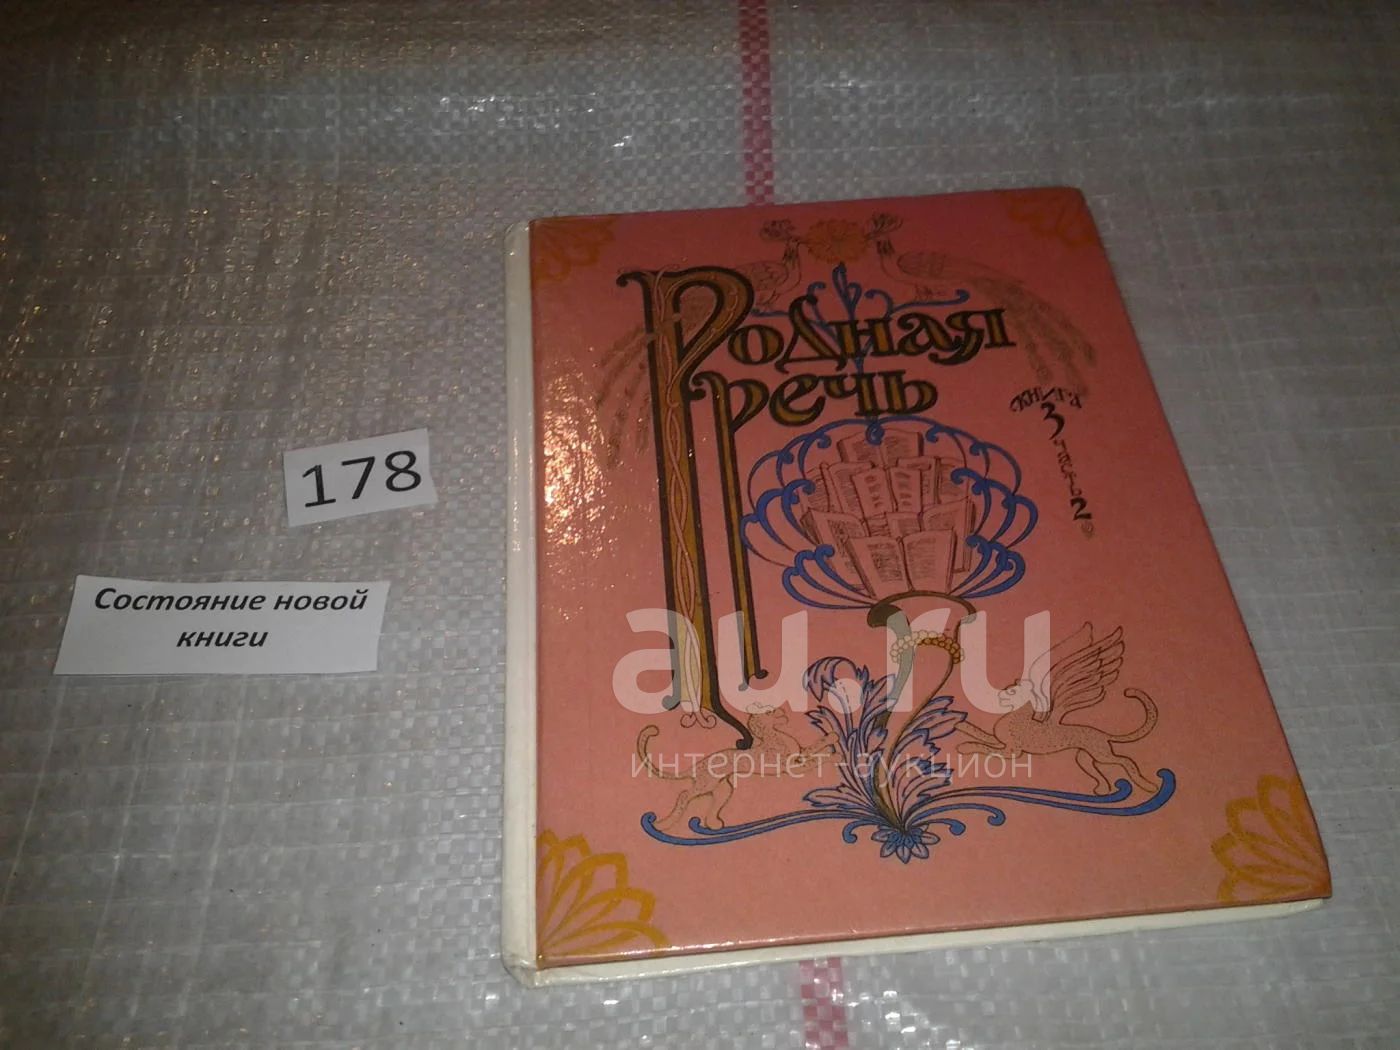 Родная
речь
книга
3
часть
2
178
Состояние новой
книги
au.ru
интернет-аукцион